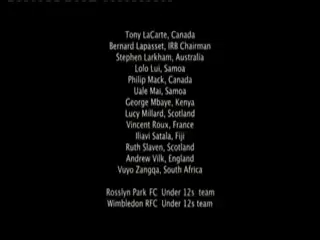 Tony LaCarte, Canada
Bernard Lapasset, IRB Chairman
Stephen Larkham, Australia
Lolo Lui, Samoa
Philip Mack, Canada
Uale Mai, Samoa
George Mbaye, Kenya
Lucy Millard, Scotland
Vincent Roux, France
Iliavi Satala, Fiji
Ruth Slaven, Scotland
Andrew Vilk, England
Vuyo Zangqa, South Africa
Rosslyn Park FC Under 12s team
Wimbledon RFC Under 12s team